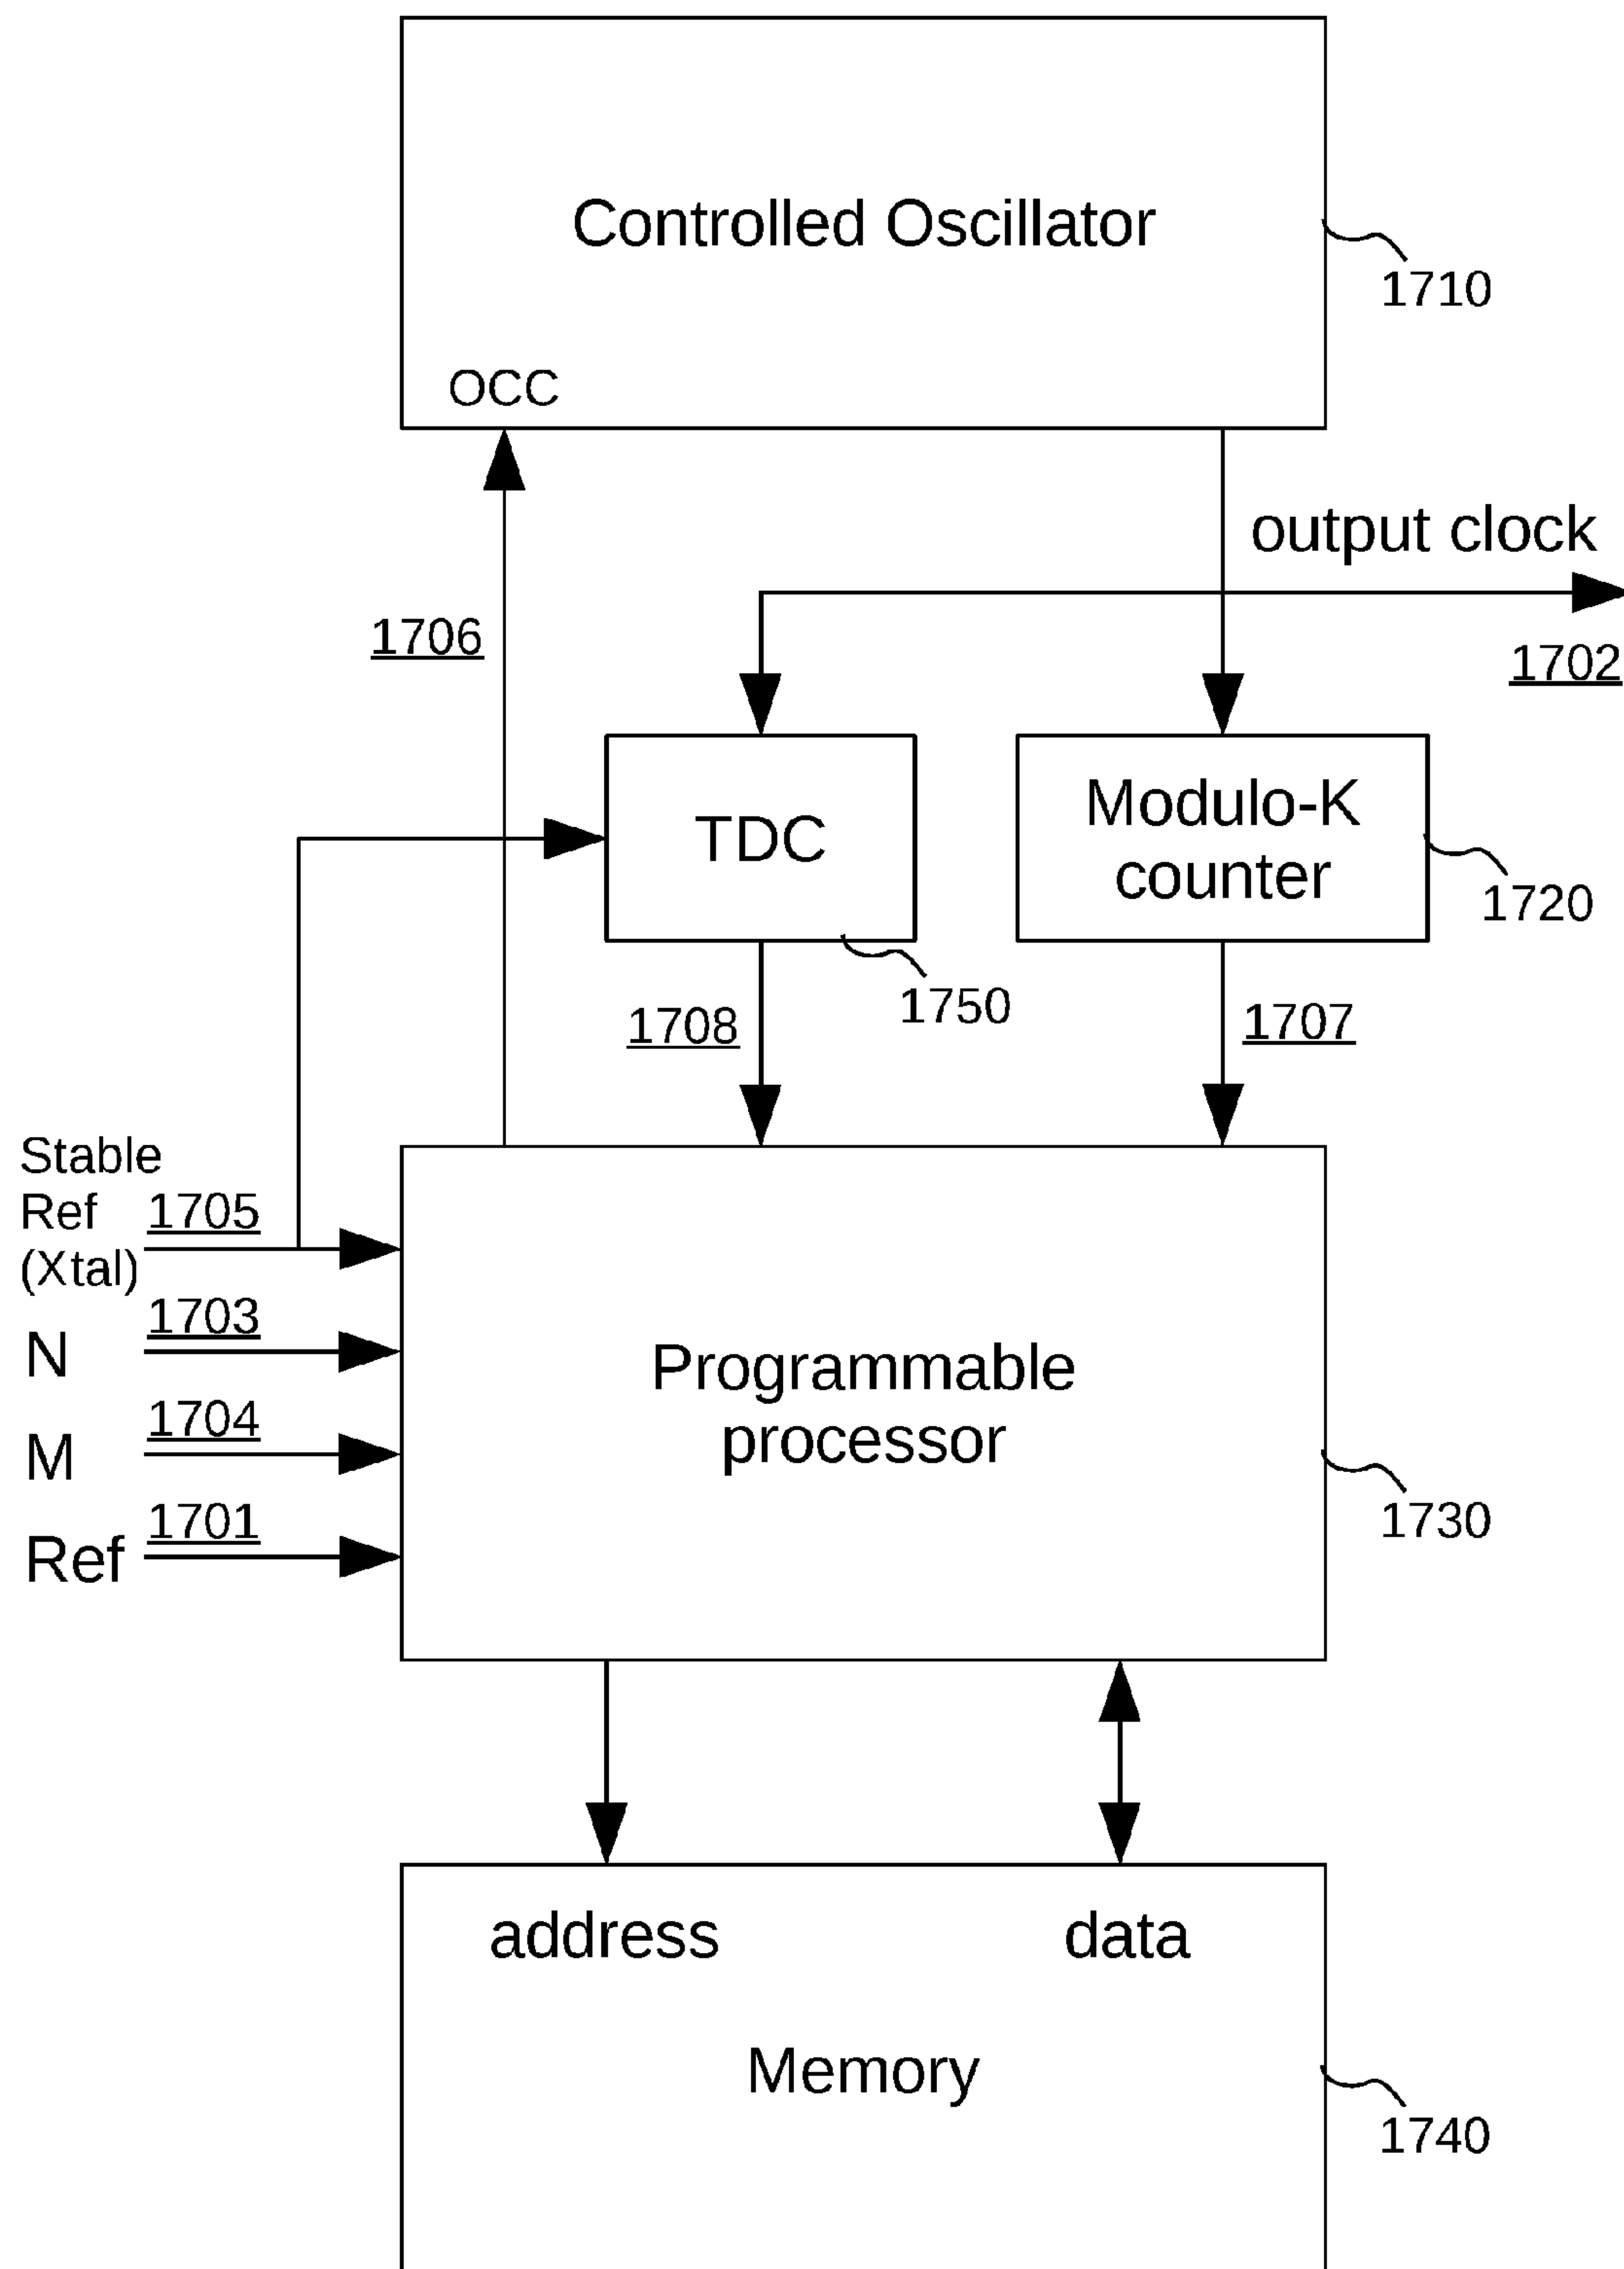 Controlled Oscillator
1710
OCC
output clock
1706
1702
TDC
Modulo-K
counter
1720
1750
1708
1707
Stable
Ref
(Xtal)
1705
N
1703
M
1704
Ref
1701
Programmable
processor
1730
address
data
Memory
1740